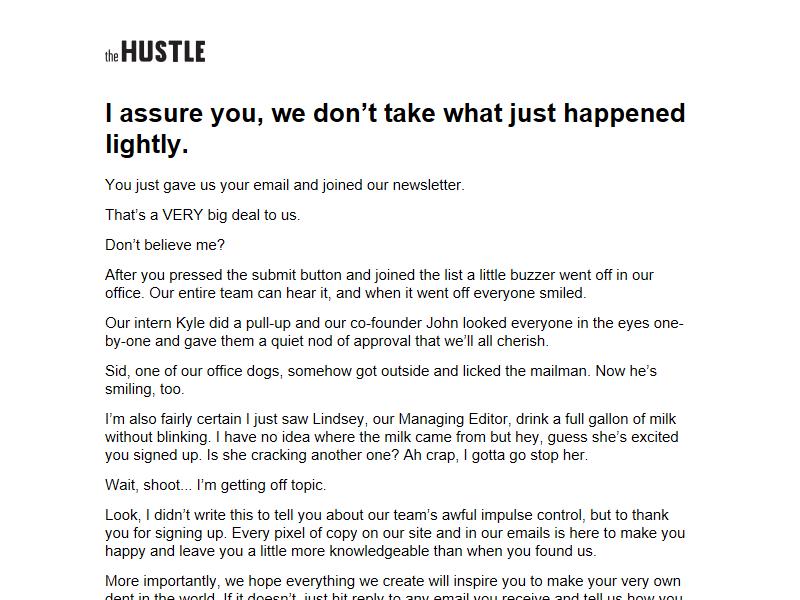 the HUSTLE
I assure you, we don’t take what just happened
lightly.
You just gave us your email and joined our newsletter.
That’s a VERY big deal to us.
Don’t believe me?
After you pressed the submit button and joined the list a little buzzer went off in our
office. Our entire team can hear it, and when it went off everyone smiled.
Our intern Kyle did a pull-up and our co-founder John looked everyone in the eyes one-
by-one and gave them a quiet nod of approval that we’ll all cherish.
Sid, one of our office dogs, somehow got outside and licked the mailman. Now he’s
smiling, too.
I’m also fairly certain I just saw Lindsey, our Managing Editor, drink a full gallon of milk
without blinking. I have no idea where the milk came from but hey, guess she’s excited
you signed up. Is she cracking another one? Ah crap, I gotta go stop her.
Wait, shoot... I’m getting off topic.
Look, I didn’t write this to tell you about our team’s awful impulse control, but to thank
you for signing up. Every pixel of copy on our site and in our emails is here to make you
happy and leave you a little more knowledgeable than when you found us.
More importantly, we hope everything we create will inspire you to make your very own
dent in the world. If it doesn’t, just hit reply to any email you receive and tell us how you